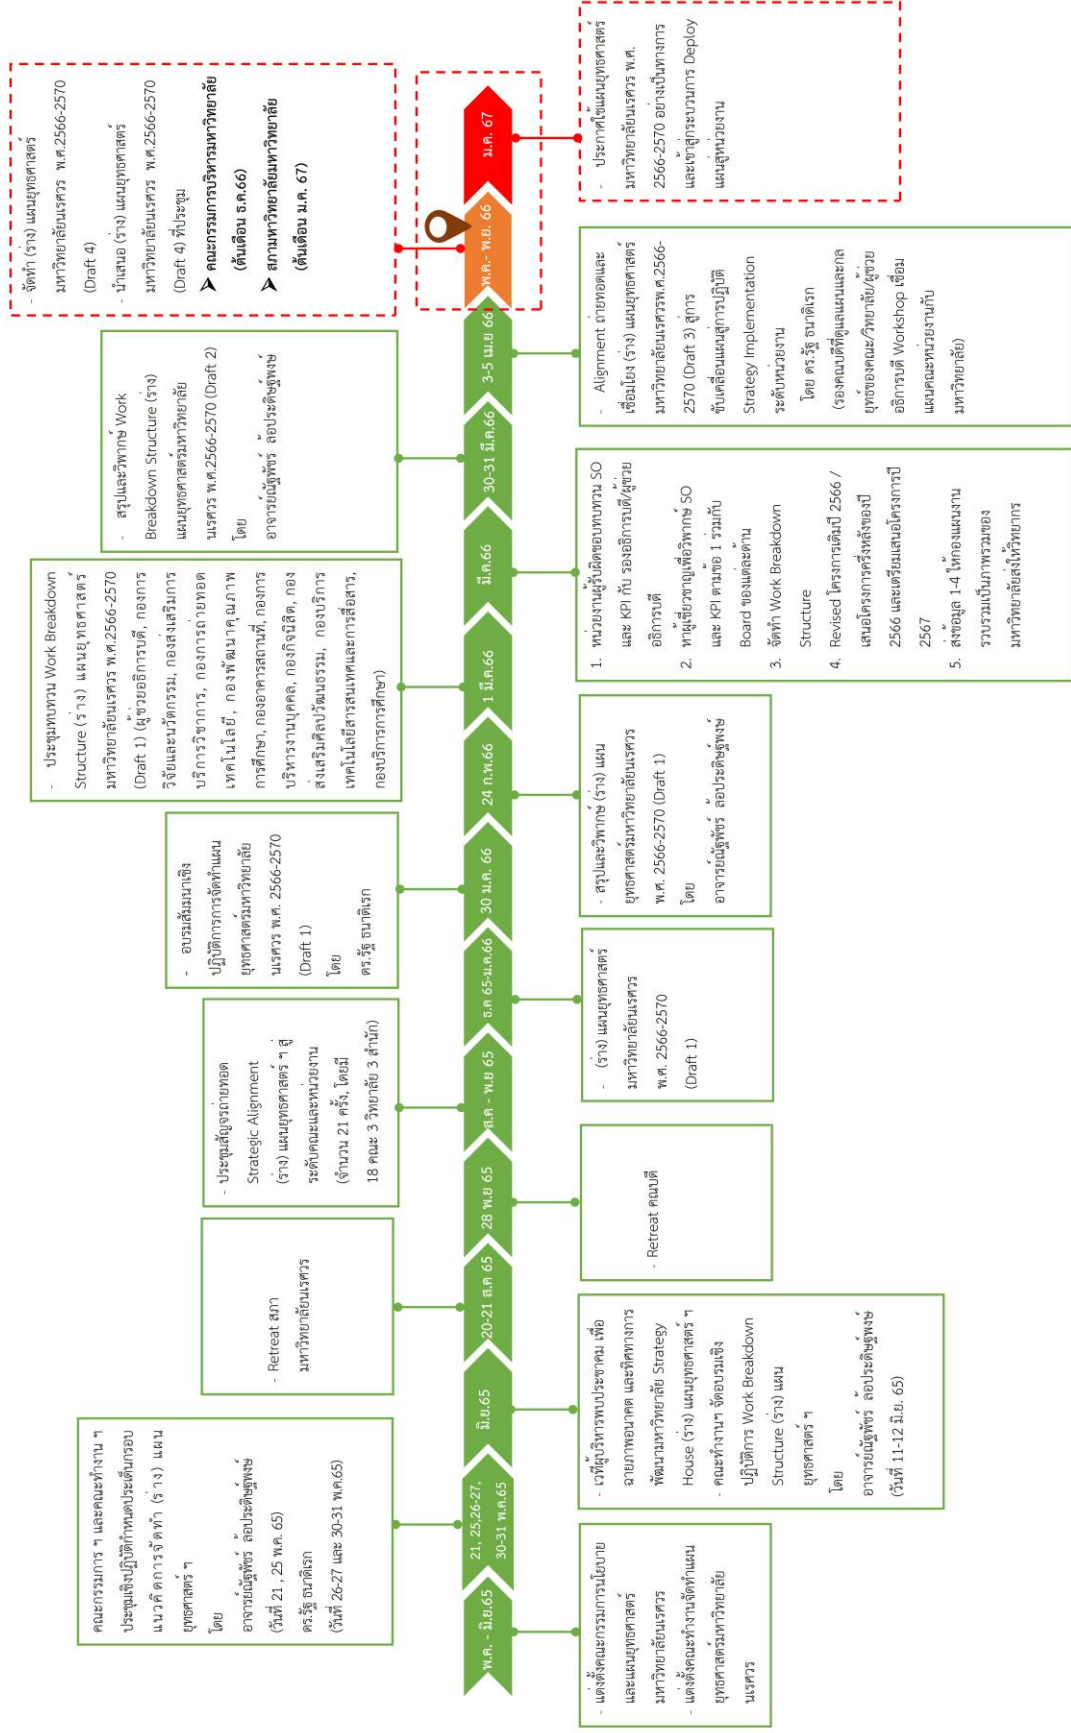 พ.ค. - มิ.ย.65
21, 25,26-27,
30-31 พ.ค.65
มิ.ย.65
20-21 ส.ค 65
28 พ.ย 65
ส.ค - พ.ย 65
ธ.ค 65-ม.ค.66
30 ม.ค. 66
24 ก.พ.66
1 มี.ค.66
มี.ค.66
30-31 มี.ค.66
3-5 เม.ย 66
พ.ค.- พ.ย. 66
ม.ค. 67
คณะกรรมการ ฯ และคณะทำงาน ฯ
ประชุมเชิงปฏิบัติกำหนดประเด็นกรอบ
แนวคิดการจัดทำ (ร่าง) แผน
ยุทธศาสตร์ ฯ
โดย
อาจารย์ณัฐพัชร์ ล้อประดิษฐ์พงษ์
(วันที่ 21 , 25 พ.ค. 65)
ดร.รัฐ ธนาดิเรก
(วันที่ 26-27 และ 30-31 พ.ค.65)
- Retreat สภา
มหาวิทยาลัยนเรศวร
- ประชุมสัญจรถ่ายทอด
Strategic Alignment
(ร่าง) แผนยุทธศาสตร์ ฯ สู่
ระดับคณะและหน่วยงาน
(จำนวน 21 ครั้ง, โดยมี
18 คณะ 3 วิทยาลัย 3 สำนัก)
- อบรมสัมมนาเชิง
ปฏิบัติการการจัดทำแผน
ยุทธศาสตร์มหาวิทยาลัย
นเรศวร พ.ศ. 2566-2570
(Draft 1)
โดย
ดร.รัฐ ธนาดิเรก
- ประชุมทบทวน Work Breakdown
Structure (ร่าง) แผนยุทธศาสตร์
มหาวิทยาลัยนเรศวร พ.ศ.2566-2570
(Draft 1) (ผู้ช่วยอธิการบดี, กองการ
วิจัยและนวัตกรรม, กองส่งเสริมการ
บริการวิชาการ, กองการถ่ายทอด
เทคโนโลยี, กองพัฒนาคุณภาพ
การศึกษา, กองอาคารสถานที่, กองการ
บริหารงานบุคคล, กองกิจนิสิต, กอง
ส่งเสริมศิลปวัฒนธรรม, กองบริการ
เทคโนโลยีสารสนเทศและการสื่อสาร,
กองบริการการศึกษา)
- สรุปและวิพากษ์ Work
Breakdown Structure (ร่าง)
แผนยุทธศาสตร์มหาวิทยาลัย
นเรศวร พ.ศ.2566-2570 (Draft 2)
โดย
อาจารย์ณัฐพัชร์ ล้อประดิษฐ์พงษ์
- จัดทำ (ร่าง) แผนยุทธศาสตร์
มหาวิทยาลัยนเรศวร พ.ศ.2566-2570
(Draft 4)
- นำเสนอ (ร่าง) แผนยุทธศาสตร์
มหาวิทยาลัยนเรศวร พ.ศ.2566-2570
(Draft 4) ที่ประชุม
➢ คณะกรรมการบริหารมหาวิทยาลัย
(ต้นเดือน ธ.ค.66)
➢ สภามหาวิทยาลัยมหาวิทยาลัย
(ต้นเดือน ม.ค. 67)
- แต่งตั้งคณะกรรมการนโยบาย
และแผนยุทธศาสตร์
มหาวิทยาลัยนเรศวร
- แต่งตั้งคณะทำงานจัดทำแผน
ยุทธศาสตร์มหาวิทยาลัย
นเรศวร
- เวทีผู้บริหารพบประชาคม เพื่อ
ฉายภาพอนาคต และทิศทางการ
พัฒนามหาวิทยาลัย Strategy
House (ร่าง) แผนยุทธศาสตร์ ฯ
- คณะทำงานฯ จัดอบรมเชิง
ปฏิบัติการ Work Breakdown
Structure (ร่าง) แผน
ยุทธศาสตร์ ฯ
โดย
อาจารย์ณัฐพัชร์ ล้อประดิษฐ์พงษ์
(วันที่ 11-12 มิ.ย. 65)
- Retreat คณบดี
- (ร่าง) แผนยุทธศาสตร์
มหาวิทยาลัยนเรศวร
พ.ศ. 2566-2570
(Draft 1)
- สรุปและวิพากษ์ (ร่าง) แผน
ยุทธศาสตร์มหาวิทยาลัยนเรศวร
พ.ศ. 2566-2570 (Draft 1)
โดย
อาจารย์ณัฐพัชร์ ล้อประดิษฐ์พงษ์
1. หน่วยงานผู้รับผิดชอบทบทวน SO
และ KPI กับ รองอธิการบดี/ผู้ช่วย
อธิการบดี
2. หาผู้เชี่ยวชาญเพื่อวิพากษ์ SO
และ KPI ตามข้อ 1 ร่วมกับ
Board ของแต่ละด้าน
3. จัดทำ Work Breakdown
Structure
4. Revised โครงการเดิมปี 2566 /
เสนอโครงการครึ่งหลังของปี
2566 และเตรียมเสนอโครงการปี
2567
5. ส่งข้อมูล 1-4 ให้กองแผนงาน
รวบรวมเป็นภาพรวมของ
มหาวิทยาลัยส่งให้วิทยากร
- Alignment ถ่ายทอดและ
เชื่อมโยง (ร่าง) แผนยุทธศาสตร์
มหาวิทยาลัยนเรศวรพ.ศ.2566-
2570 (Draft 3) สู่การ
ขับเคลื่อนแผนสู่การปฏิบัติ
Strategy Implementation
ระดับหน่วยงาน
โดย ดร.รัฐ ธนาดิเรก
(รองคณบดีที่ดูแลแผนและกล
ยุทธของคณะ/วิทยาลัย/ผู้ช่วย
อธิการบดี Workshop เชื่อม
แผนคณะหน่วยงานกับ
มหาวิทยาลัย)
- ประกาศใช้แผนยุทธศาสตร์
มหาวิทยาลัยนเรศวร พ.ศ.
2566-2570 อย่างเป็นทางการ
และเข้าสู่กระบวนการ Deploy
แผนสู่หน่วยงาน